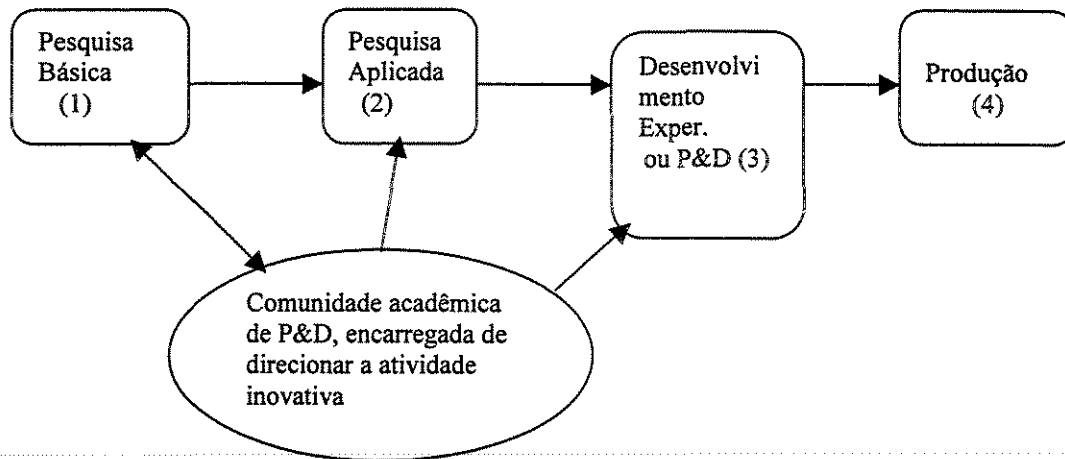 Pesquisa
Básica
(1)
Pesquisa
Aplicada
(2)
Desenvolvi
mento
Exper.
ou P&D (3)
Produção
(4)
Comunidade acadêmica
de P&D, encarregada de
direcionar a atividade
inovativa